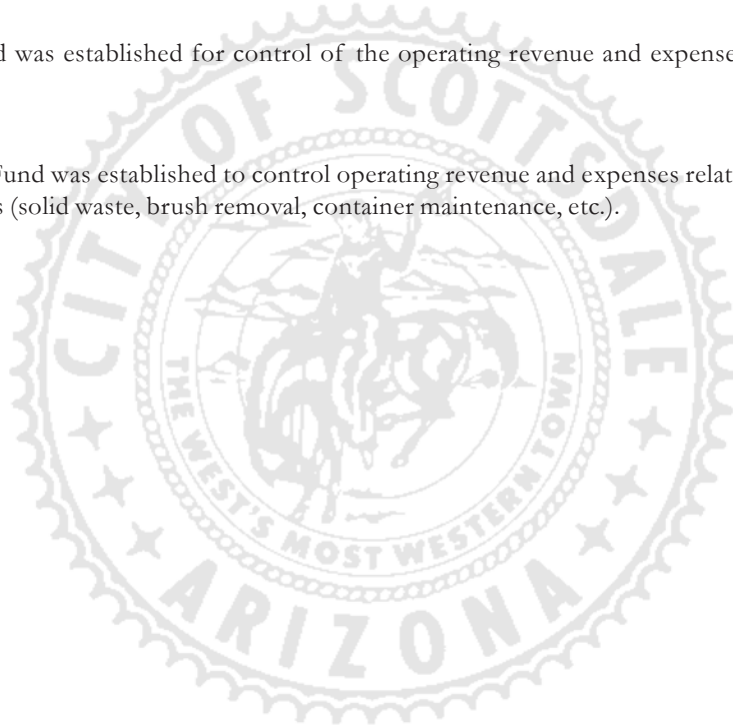 d was established for control of the operating revenue and expense
Fund was established to control operating revenue and expenses relat
s (solid waste, brush removal, container maintenance, etc.).
CITY OF SCOTTSDALE
THE WEST'S MOST WESTERN TOWN
ARIZONA